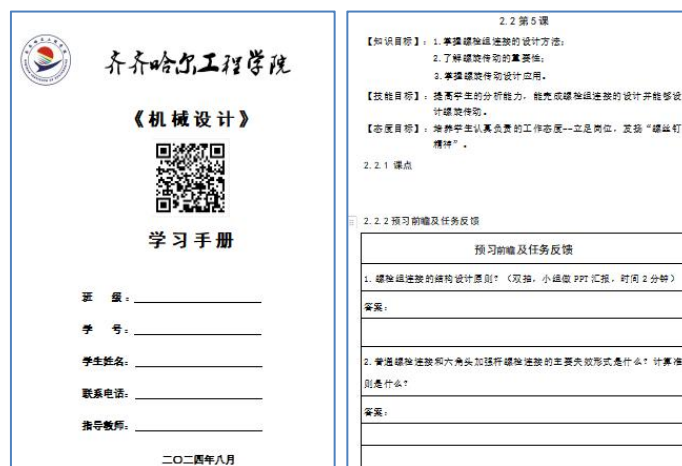 齐齐哈尔工程学院
《机械设计》
学习手册
班 级：
学 号：
学生姓名：
联系电话：
指导教师：
二〇二四年八月
2.2 第5课
【知识目标】：1.掌握螺栓组连接的设计方法；
2.了解螺旋传动的重要性；
3.掌握螺旋传动设计应用。
【技能目标】：提高学生的分析能力，能完成螺栓组连接的设计并能够设
计螺旋传动。
【态度目标】：培养学生认真负责的工作态度--立足岗位，发扬“螺丝钉
精神”。
2.2.1 课点
2.2.2 预习前瞻及任务反馈
预习前瞻及任务反馈
1.螺栓组连接的结构设计原则？（双抽，小组做 PPT 汇报，时间 2 分钟）
答案：
2.普通螺栓连接和六角头加强杆螺栓连接的主要失效形式是什么？计算准
则是什么？
答案：